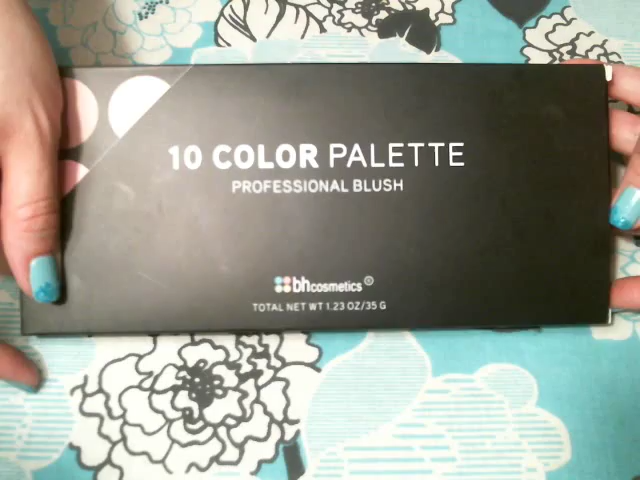 10 COLOR PALETTE
PROFESSIONAL BLUSH
bhcosmetics®
TOTAL NET WT 1.23 OZ/35 G